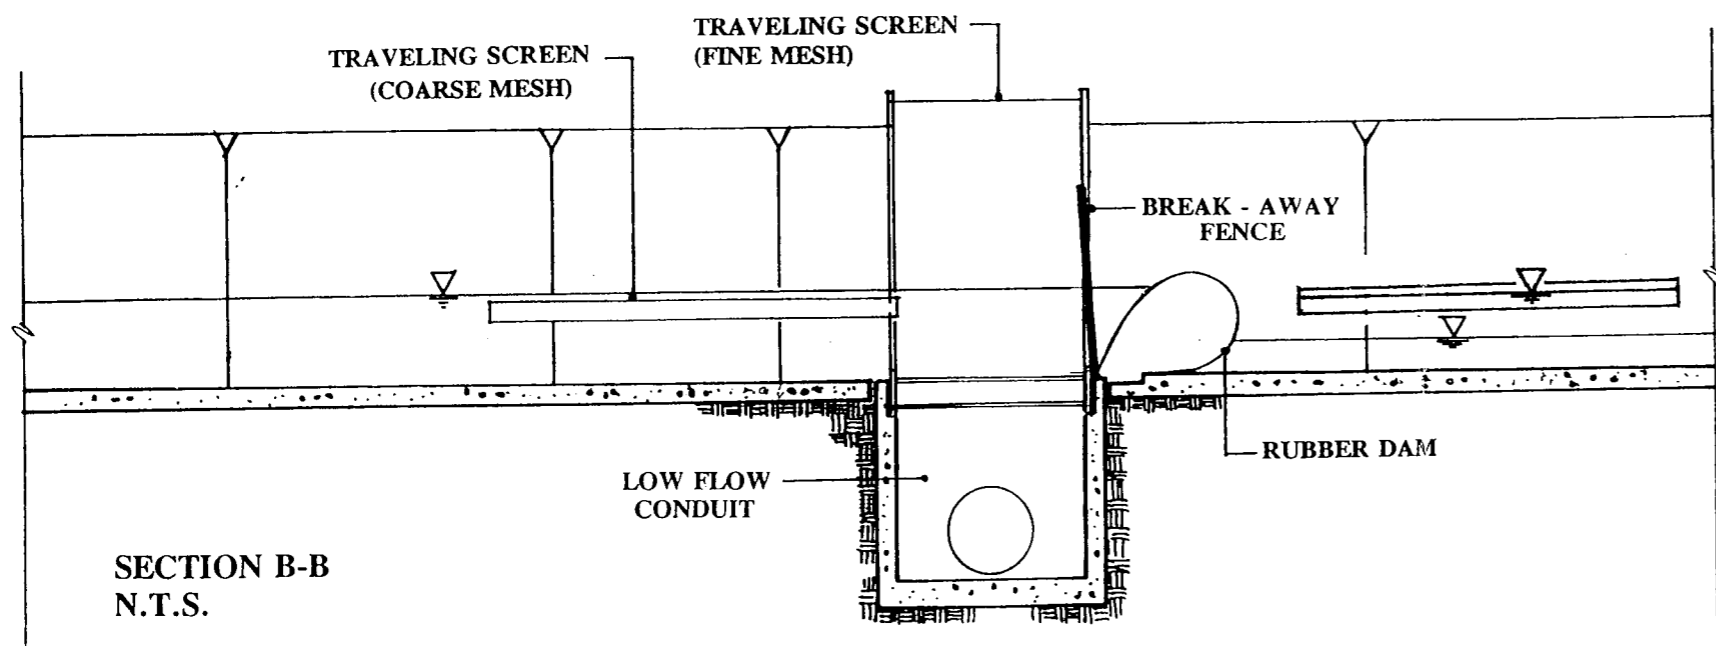 TRAVELING SCREEN
(FINE MESH)
TRAVELING SCREEN
(COARSE MESH)
BREAK - AWAY
FENCE
RUBBER DAM
LOW FLOW
CONDUIT
SECTION B-B
N.T.S.